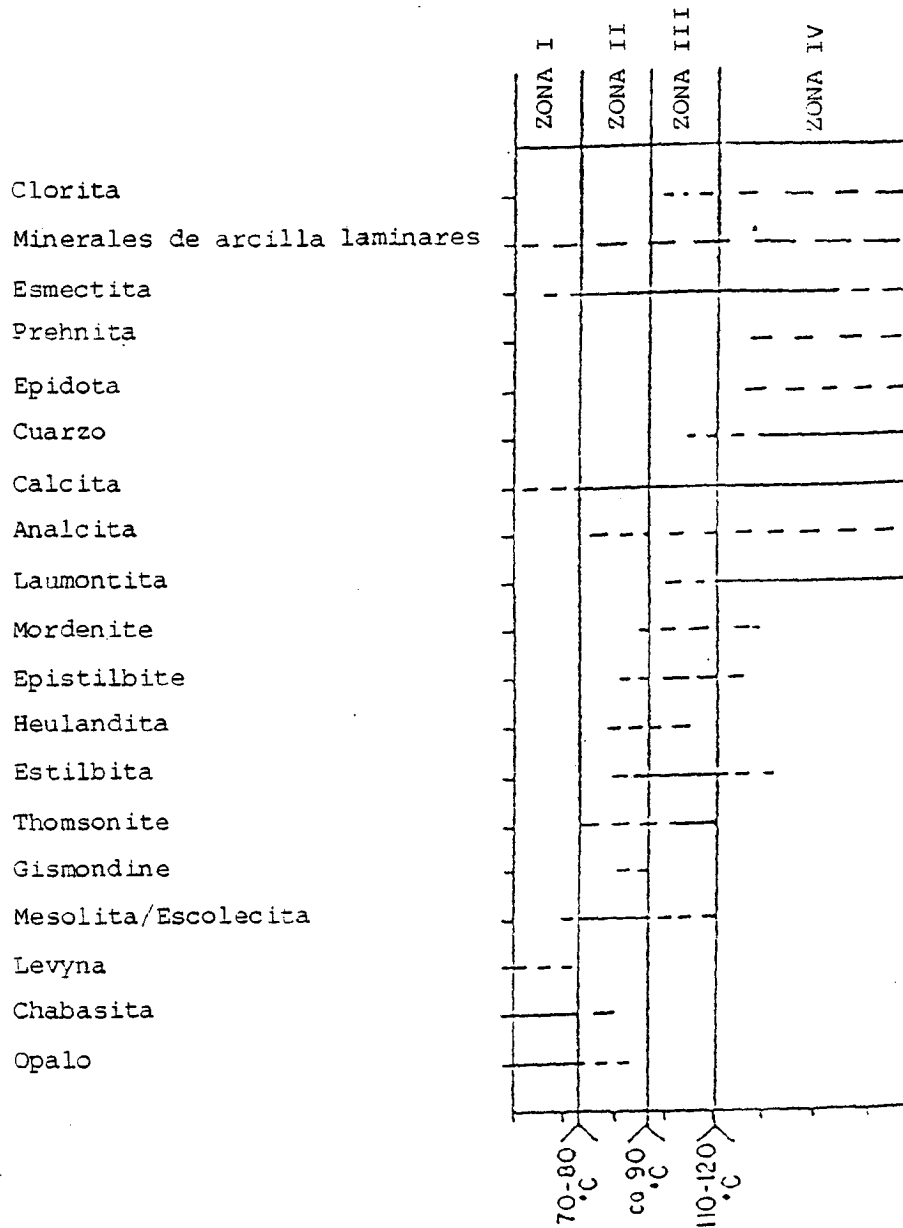 ZONA I
ZONA II
ZONA III
ZONA IV
Clorita
Minerales de arcilla laminares
Esmectita
Prehnita
Epidota
Cuarzo
Calcita
Analcita
Laumontita
Mordenite
Epistilbite
Heulandita
Estilbita
Thomsonite
Gismondine
Mesolita/Escolecita
Levyna
Chabasita
Opalo
70-80
°C
ca 90
°C
110-120
°C